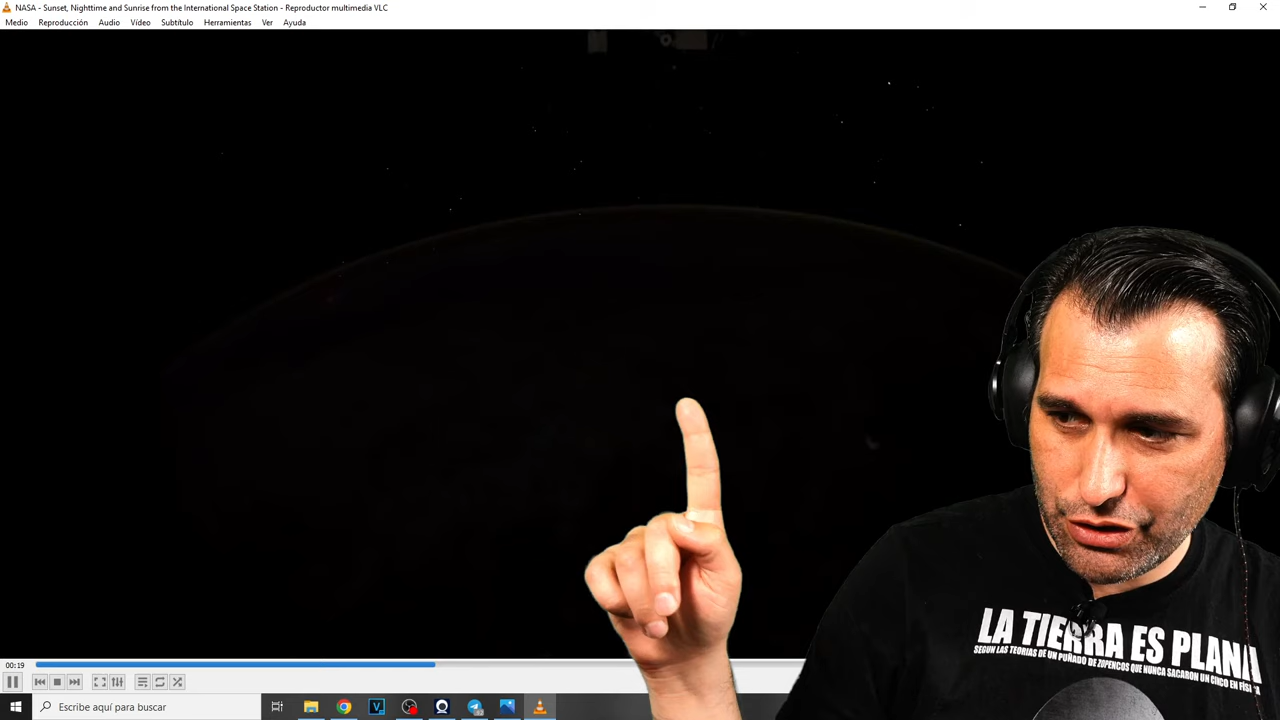 NASA - Sunset, Nighttime and Sunrise from the International Space Station - Reproductor multimedia VLC
Medio Reproducción Audio Vídeo Subtítulo Herramientas Ver Ayuda
LA TIERRA ES PLANA
SEGUN LAS TEORIAS DE UN PUÑADO DE ZOPENCOS QUE NUNCA SACARON UN CINCO EN FÍSICA
00:19
Escribe aquí para buscar